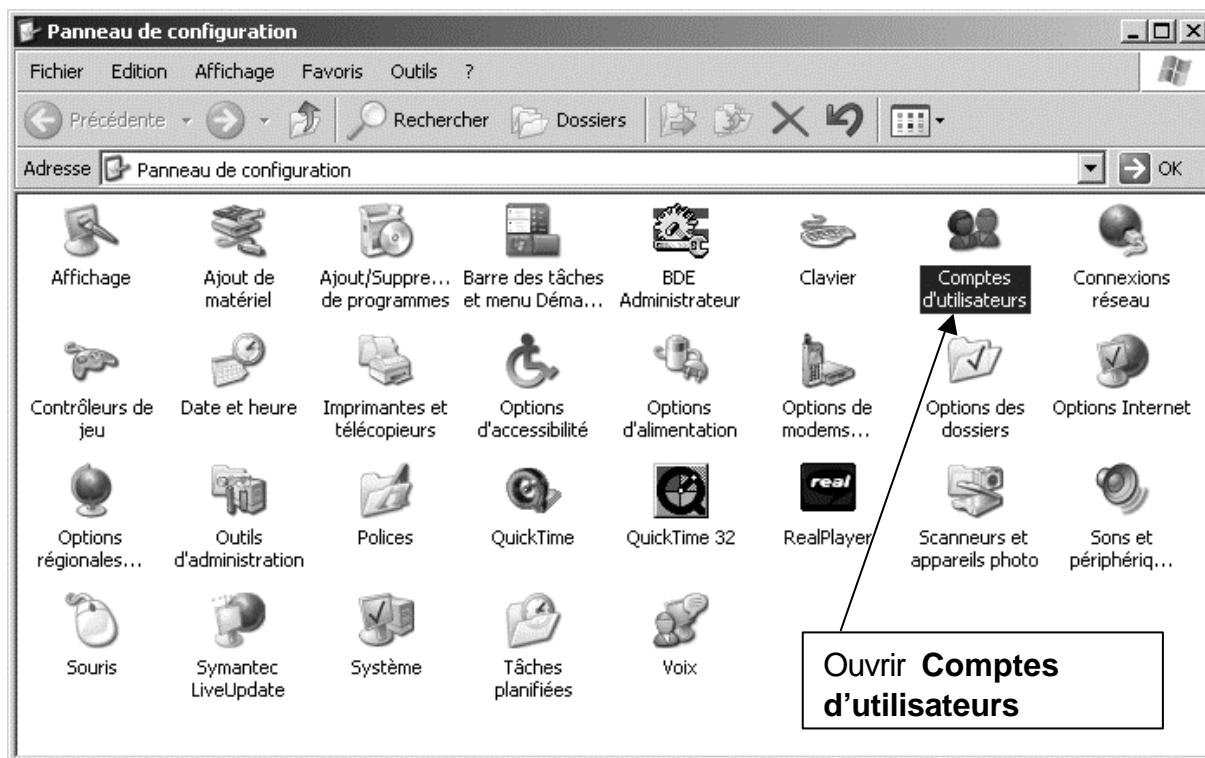 Panneau de configuration
Fichier Edition Affichage Favoris Outils ?
Précédente Rechercher Dossiers
Adresse Panneau de configuration OK
Affichage
Ajout de
matériel
Ajout/Suppre...
de programmes
Barre des tâches
et menu Déma...
BDE
Administrateur
Clavier
Comptes
d'utilisateurs
Connexions
réseau
Contrôleurs de
jeu
Date et heure
Imprimantes et
télécopieurs
Options
d'accessibilité
Options
d'alimentation
Options de
modems...
Options des
dossiers
Options Internet
Options
régionales...
Outils
d'administration
Polices
QuickTime
QuickTime 32
real
RealPlayer
Scanneurs et
appareils photo
Sons et
périphériq...
Souris
Symantec
LiveUpdate
Système
Tâches
planifiées
Voix
Ouvrir Comptes
d’utilisateurs